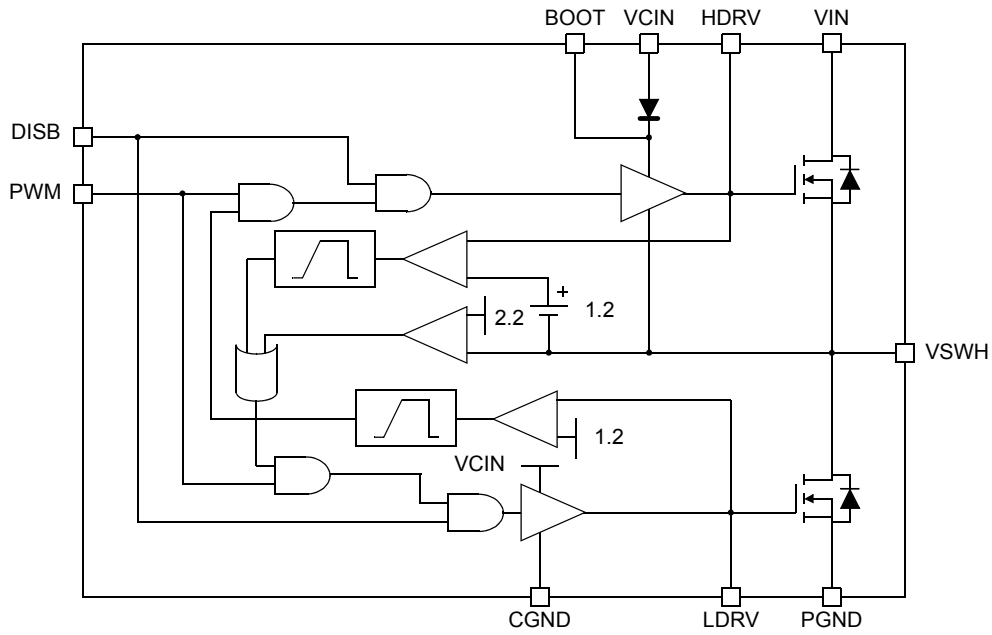 BOOT VCIN HDRV VIN
DISB
PWM
+
2.2 1.2
VSWH
1.2
VCIN
CGND LDRV PGND